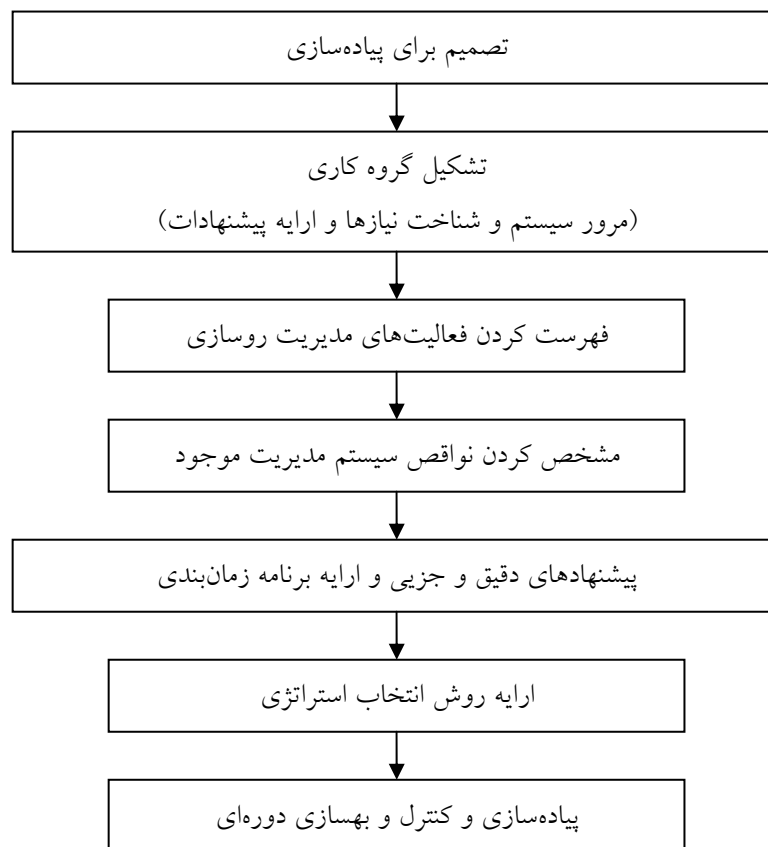 تصمیم برای پیاده‌سازی
تشکیل گروه کاری
(مرور سیستم و شناخت نیازها و ارایه پیشنهادات)
فهرست کردن فعالیت‌های مدیریت روسازی
مشخص کردن نواقص سیستم مدیریت موجود
پیشنهادهای دقیق و جزیی و ارایه برنامه زمان‌بندی
ارایه روش انتخاب استراتژی
پیاده‌سازی و کنترل و بهسازی دوره‌ای